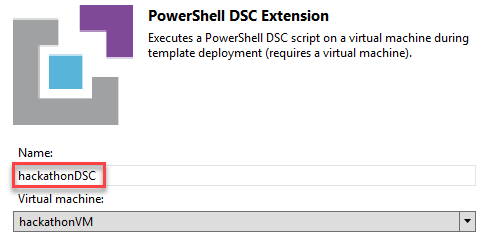 PowerShell DSC Extension
Executes a PowerShell DSC script on a virtual machine during
template deployment (requires a virtual machine).
Name:
hackathonDSC
Virtual machine:
hackathonVM